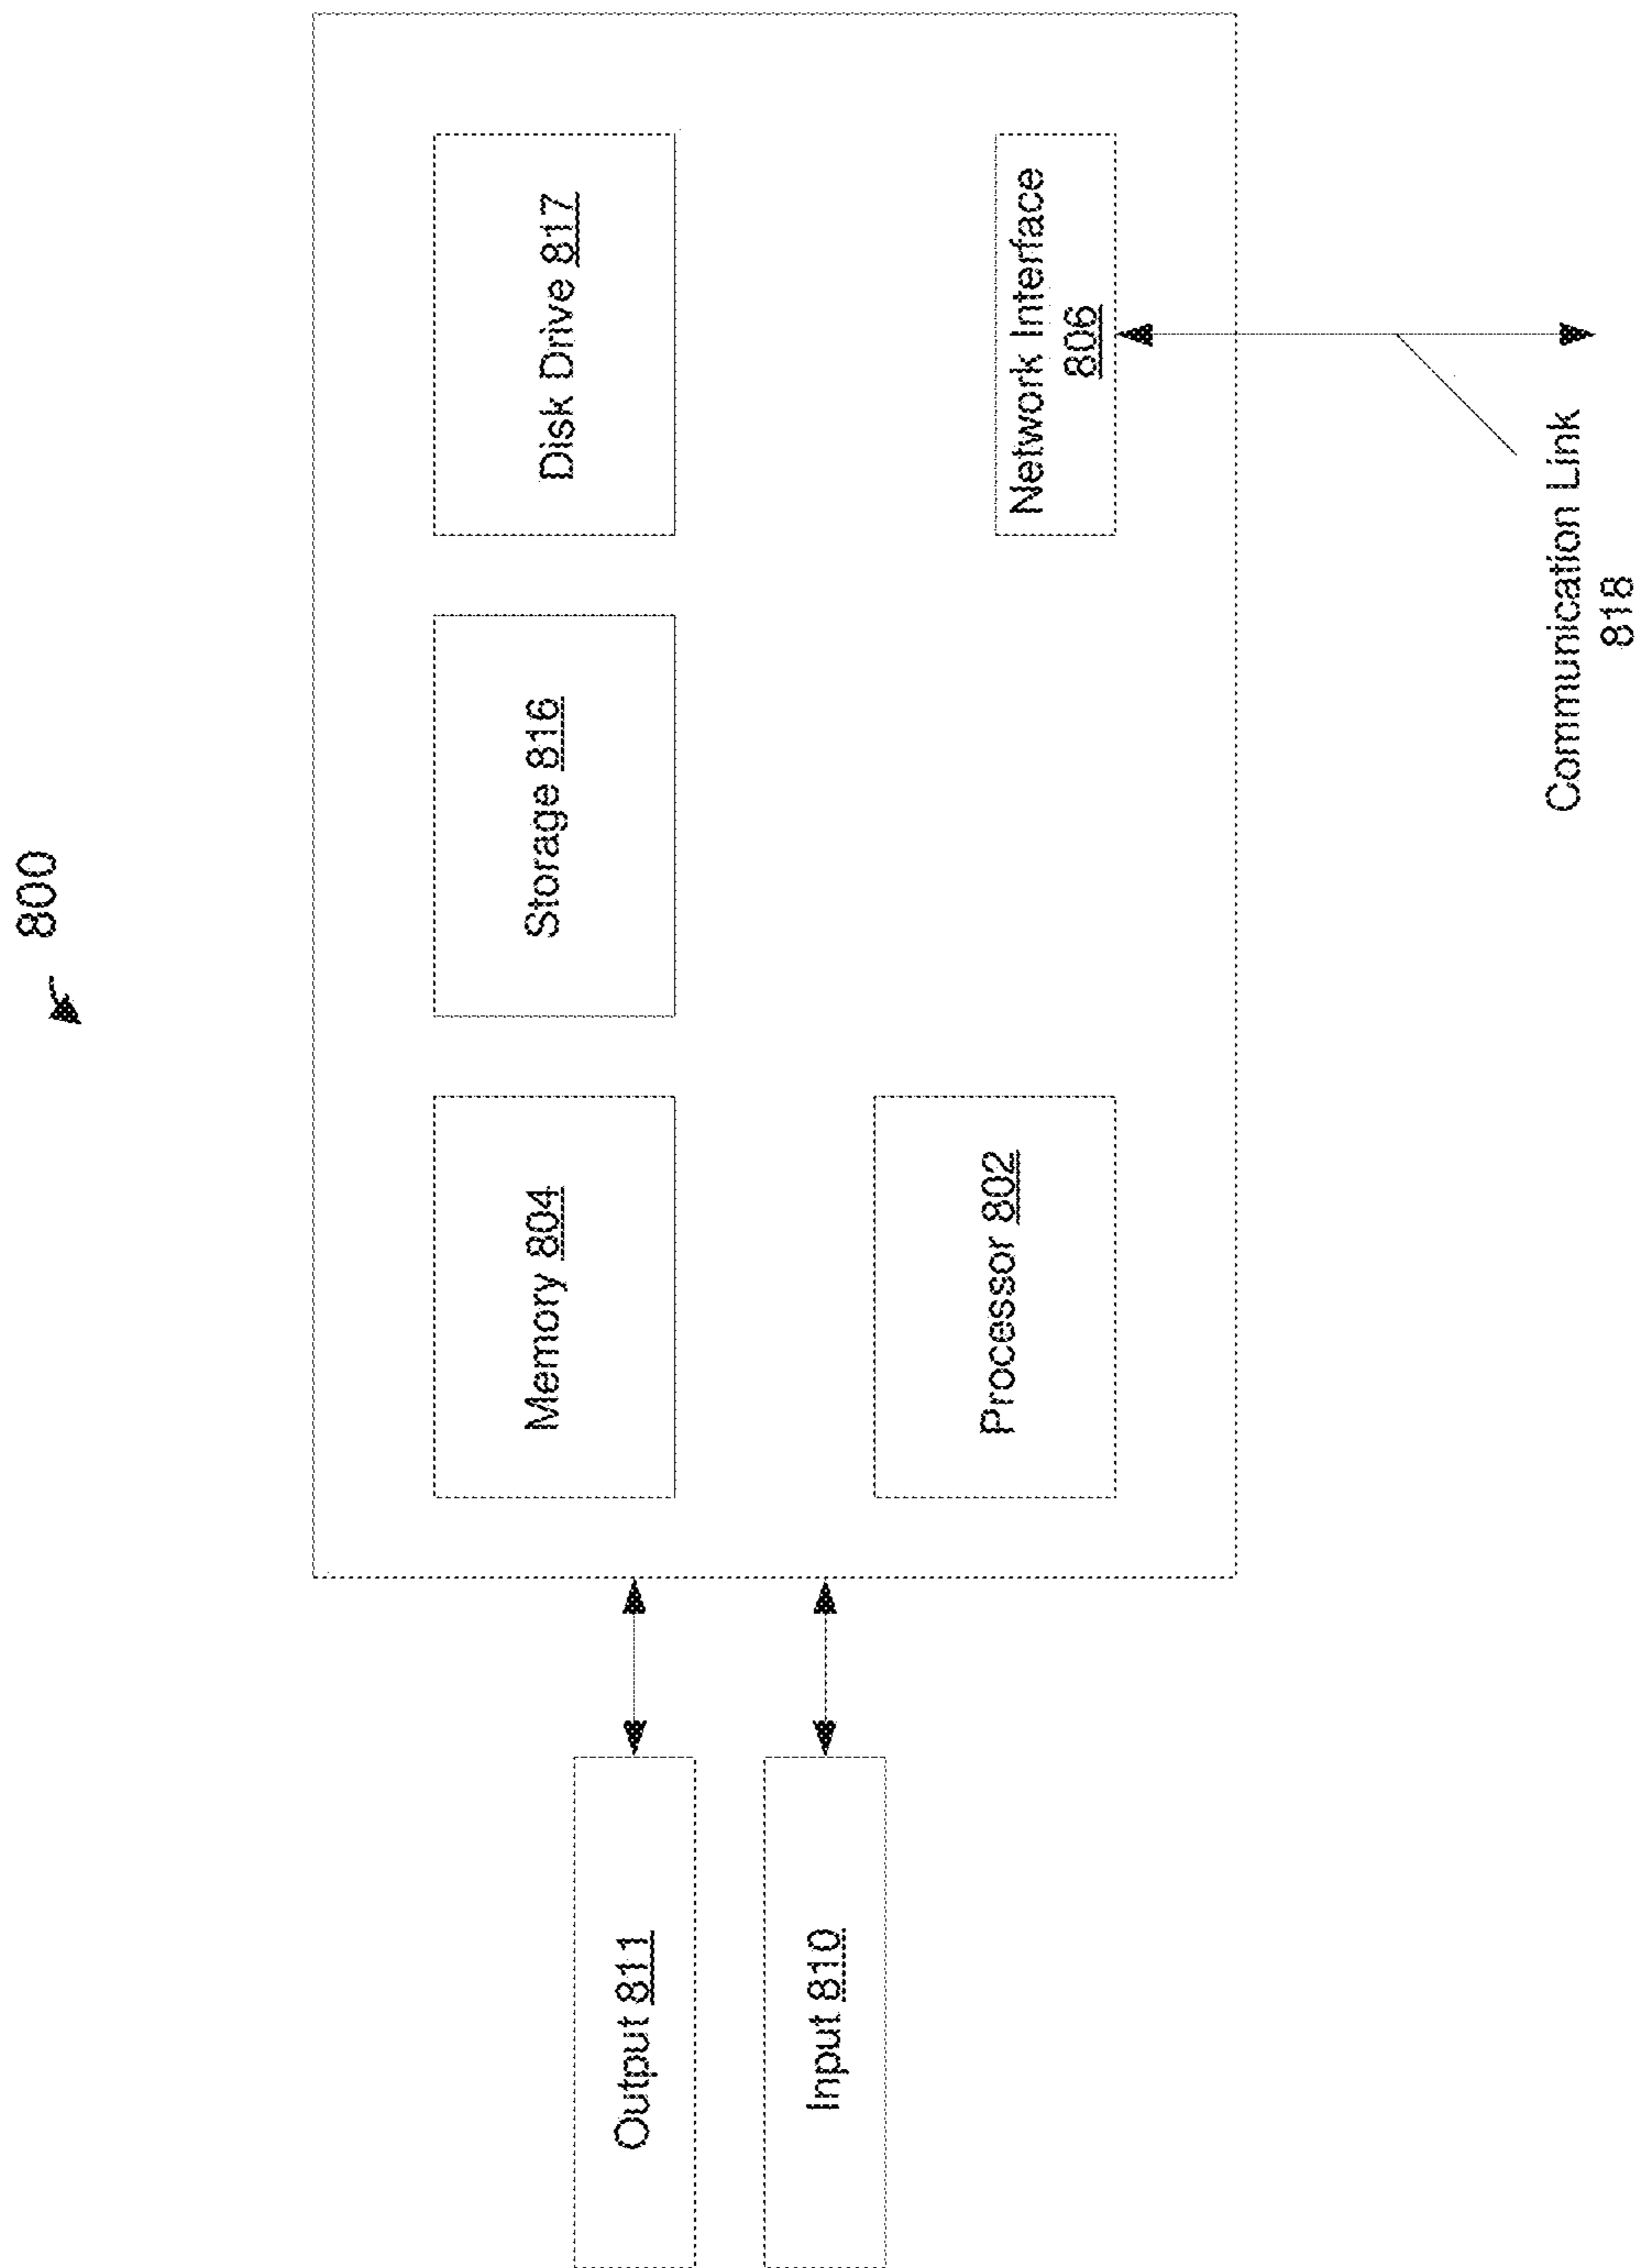 800
Memory 804
Storage 816
Disk Drive 817
Output 811
Input 810
Processor 802
Network Interface
806
Communication Link
818